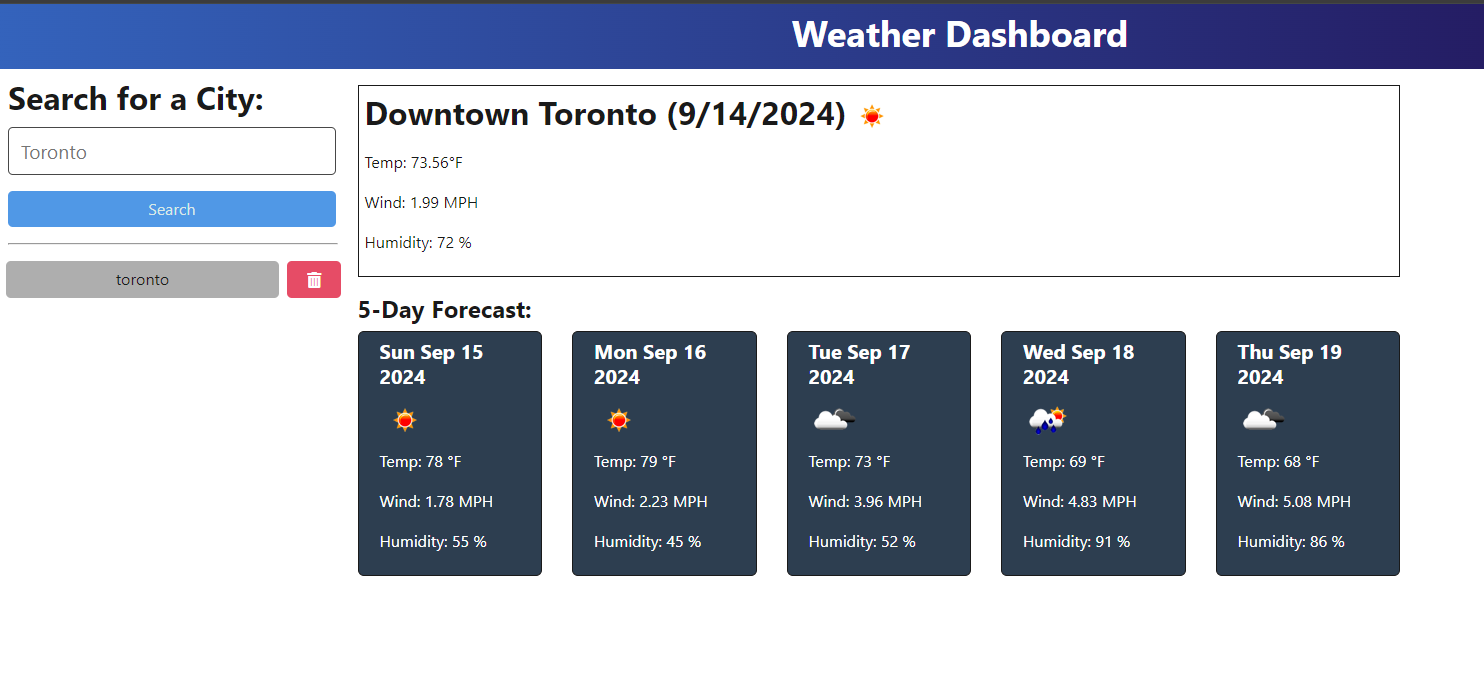 Weather Dashboard
Search for a City:
Toronto
Search
toronto
Downtown Toronto (9/14/2024)
Temp: 73.56°F
Wind: 1.99 MPH
Humidity: 72 %
5-Day Forecast:
Sun Sep 15
2024
Temp: 78 °F
Wind: 1.78 MPH
Humidity: 55 %
Mon Sep 16
2024
Temp: 79 °F
Wind: 2.23 MPH
Humidity: 45 %
Tue Sep 17
2024
Temp: 73 °F
Wind: 3.96 MPH
Humidity: 52 %
Wed Sep 18
2024
Temp: 69 °F
Wind: 4.83 MPH
Humidity: 91 %
Thu Sep 19
2024
Temp: 68 °F
Wind: 5.08 MPH
Humidity: 86 %